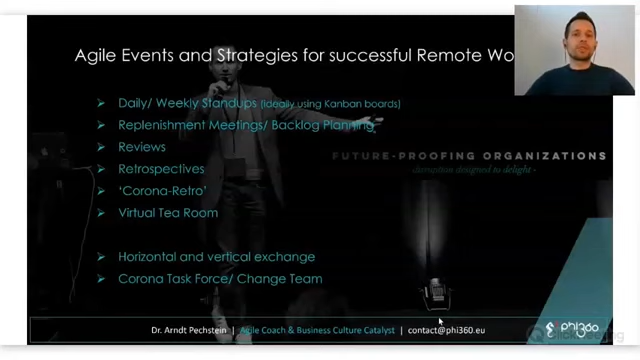 Agile Events and Strategies for successful Remote Wo
➢ Daily/ Weekly Standups (ideally using Kanban boards)
➢ Replenishment Meetings/ Backlog Planning
➢ Reviews
➢ Retrospectives
➢ ‘Corona-Retro’
➢ Virtual Tea Room
FUTURE-PROOFING ORGANIZATIONS
- disruption designed to delight -
➢ Horizontal and vertical exchange
➢ Corona Task Force/ Change Team
Dr. Arndt Pechstein | Agile Coach & Business Culture Catalyst | contact@phi360.eu
phi360